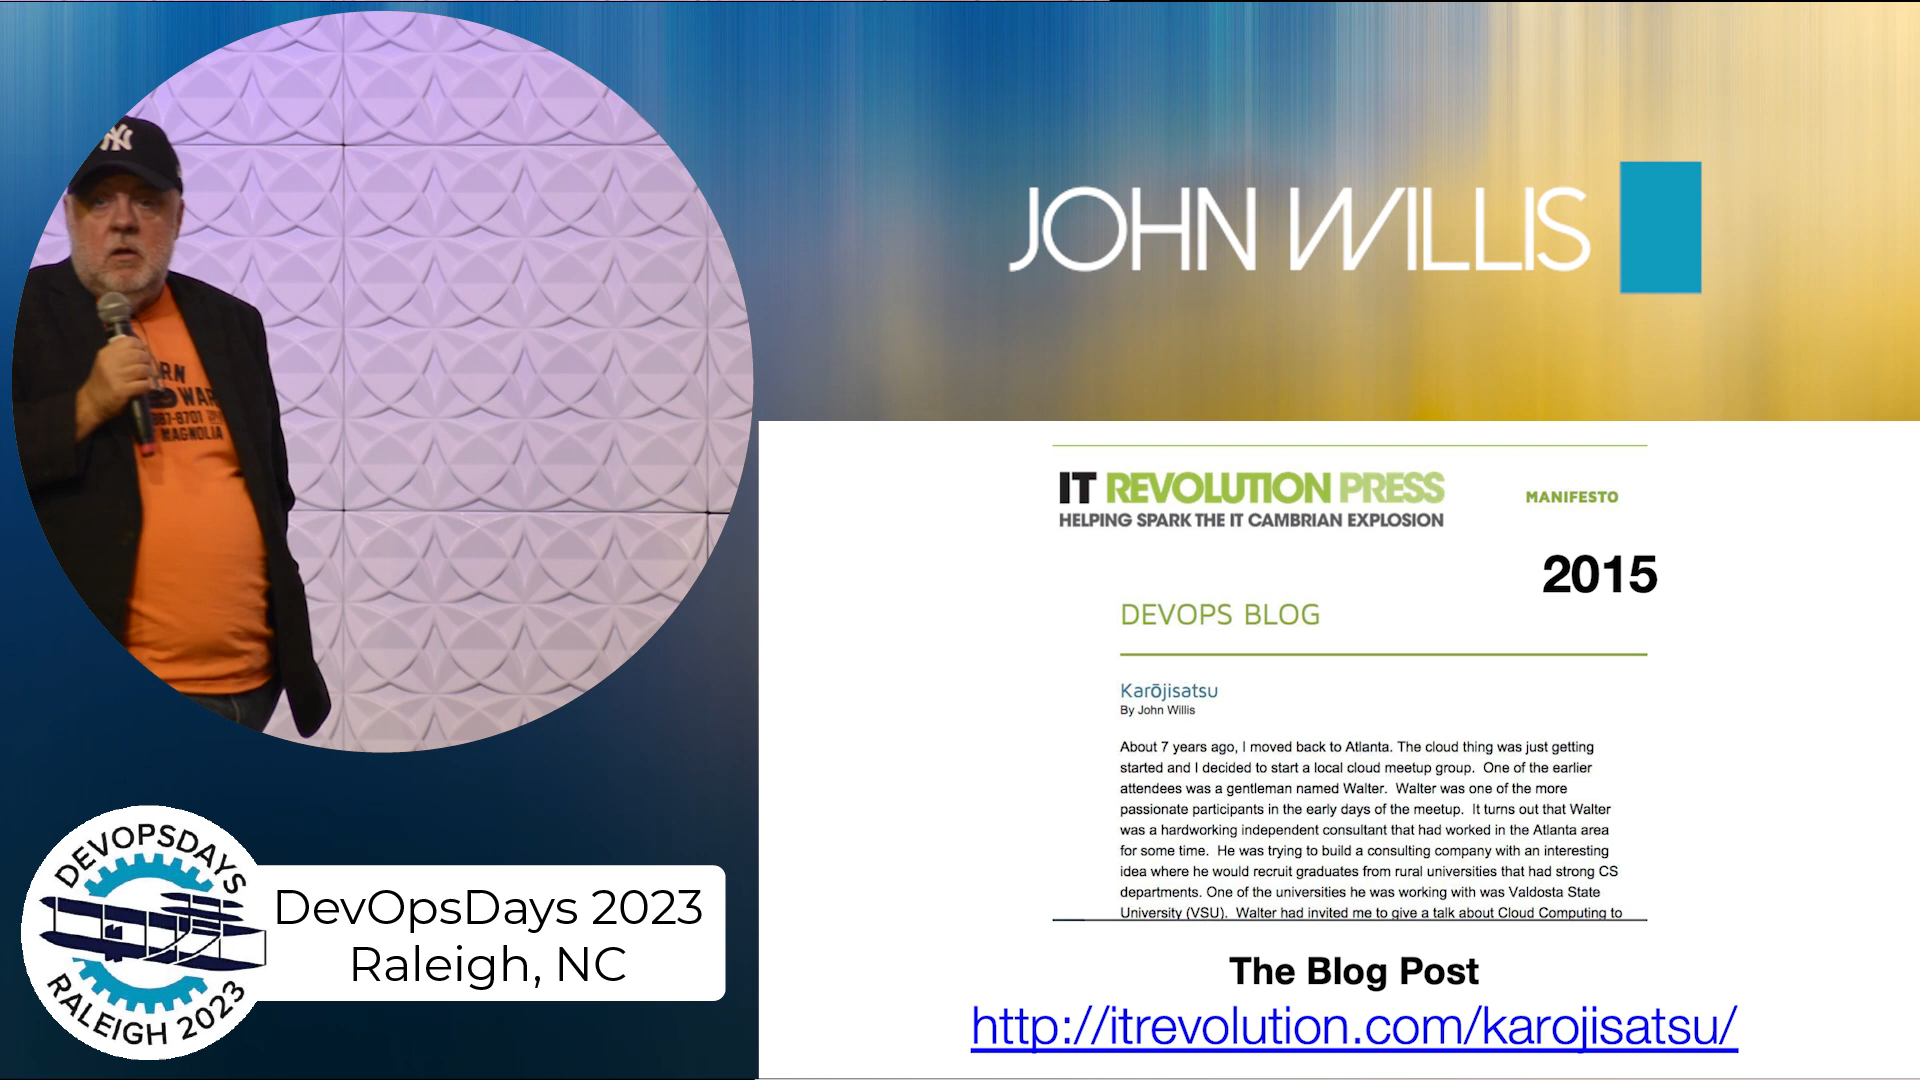 NY
RN
WAR
387-8701
MAGNOLIA
JOHN WILLIS
IT REVOLUTION PRESS
HELPING SPARK THE IT CAMBRIAN EXPLOSION
MANIFESTO
2015
DEVOPS BLOG
Karōjisatsu
By John Willis
About 7 years ago, I moved back to Atlanta. The cloud thing was just getting
started and I decided to start a local cloud meetup group. One of the earlier
attendees was a gentleman named Walter. Walter was one of the more
passionate participants in the early days of the meetup. It turns out that Walter
was a hardworking independent consultant that had worked in the Atlanta area
for some time. He was trying to build a consulting company with an interesting
idea where he would recruit graduates from rural universities that had strong CS
departments. One of the universities he was working with was Valdosta State
University (VSU). Walter had invited me to give a talk about Cloud Computing to
The Blog Post
http://itrevolution.com/karojisatsu/
DEVOPSDAYS
RALEIGH 2023
DevOpsDays 2023
Raleigh, NC